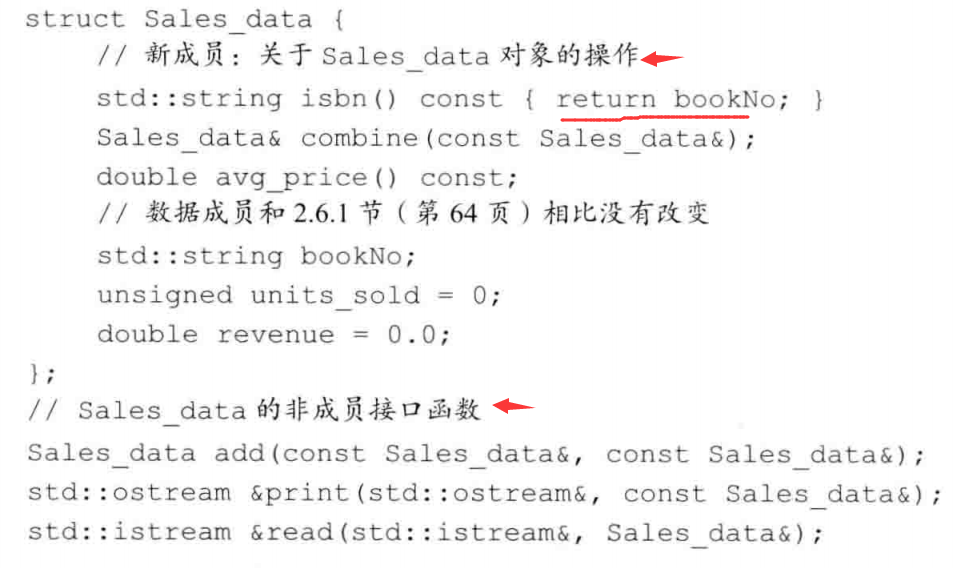 struct Sales_data {
// 新成员：关于 Sales_data 对象的操作
std::string isbn() const { return bookNo; }
Sales_data& combine(const Sales_data&);
double avg_price() const;
// 数据成员和 2.6.1 节（第 64 页）相比没有改变
std::string bookNo;
unsigned units_sold = 0;
double revenue = 0.0;
};
// Sales_data 的非成员接口函数
Sales_data add(const Sales_data&, const Sales_data&);
std::ostream &print(std::ostream&, const Sales_data&);
std::istream &read(std::istream&, Sales_data&);